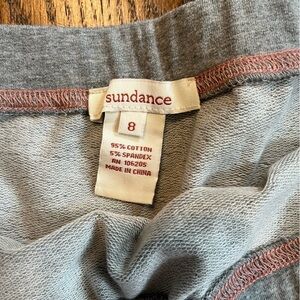 sundance
8
95% COTTON
5% SPANDEX
RN 106205
MADE IN CHINA